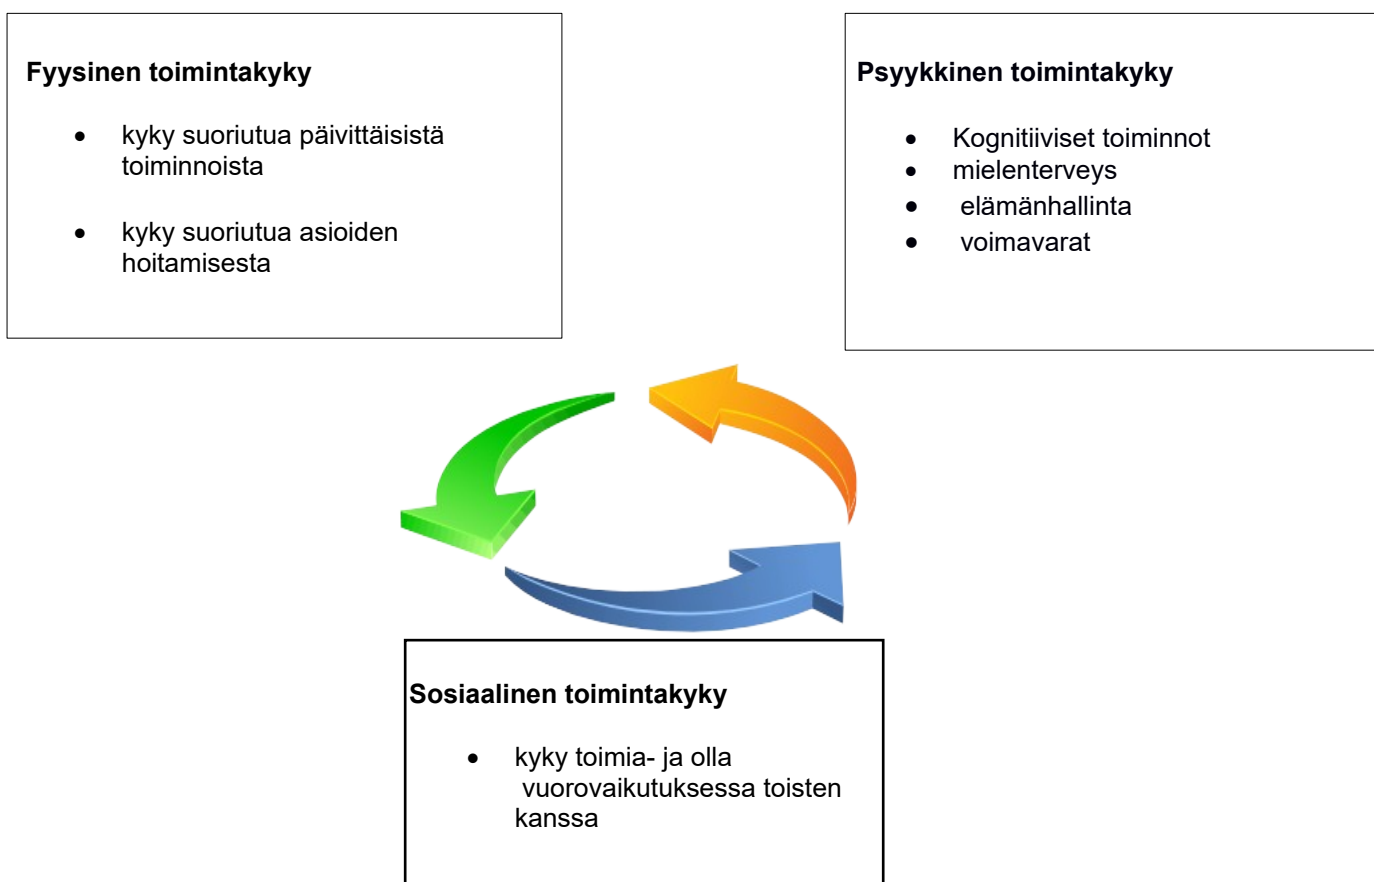 Fyysinen toimintakyky
• kyky suoriutua päivittäisistä
toiminnoista
• kyky suoriutua asioiden
hoitamisesta
Psyykkinen toimintakyky
• Kognitiiviset toiminnot
• mielenterveys
• elämänhallinta
• voimavarat
Sosiaalinen toimintakyky
• kyky toimia- ja olla
vuorovaikutuksessa toisten
kanssa